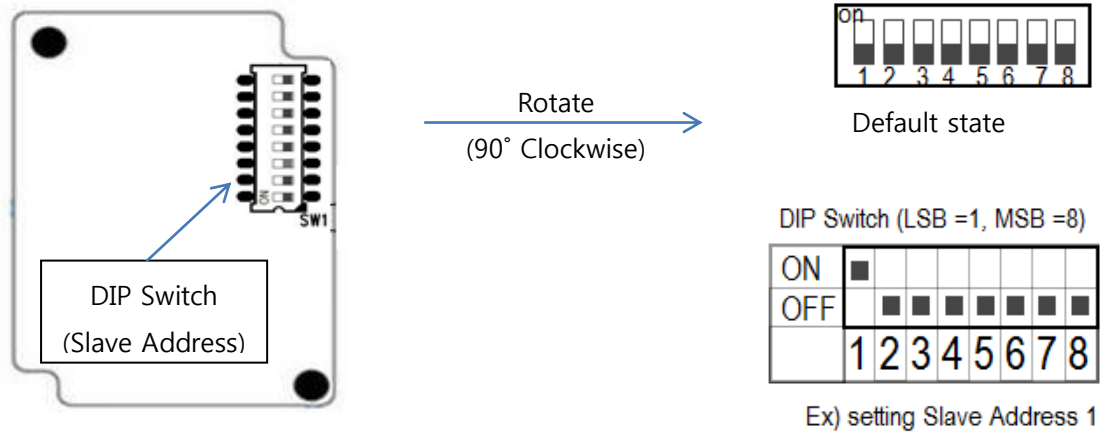 ON
SW1
DIP Switch
(Slave Address)
Rotate
(90˚ Clockwise)
on
1 2 3 4 5 6 7 8
Default state
DIP Switch (LSB =1, MSB =8)
ON
OFF
1 2 3 4 5 6 7 8
Ex) setting Slave Address 1